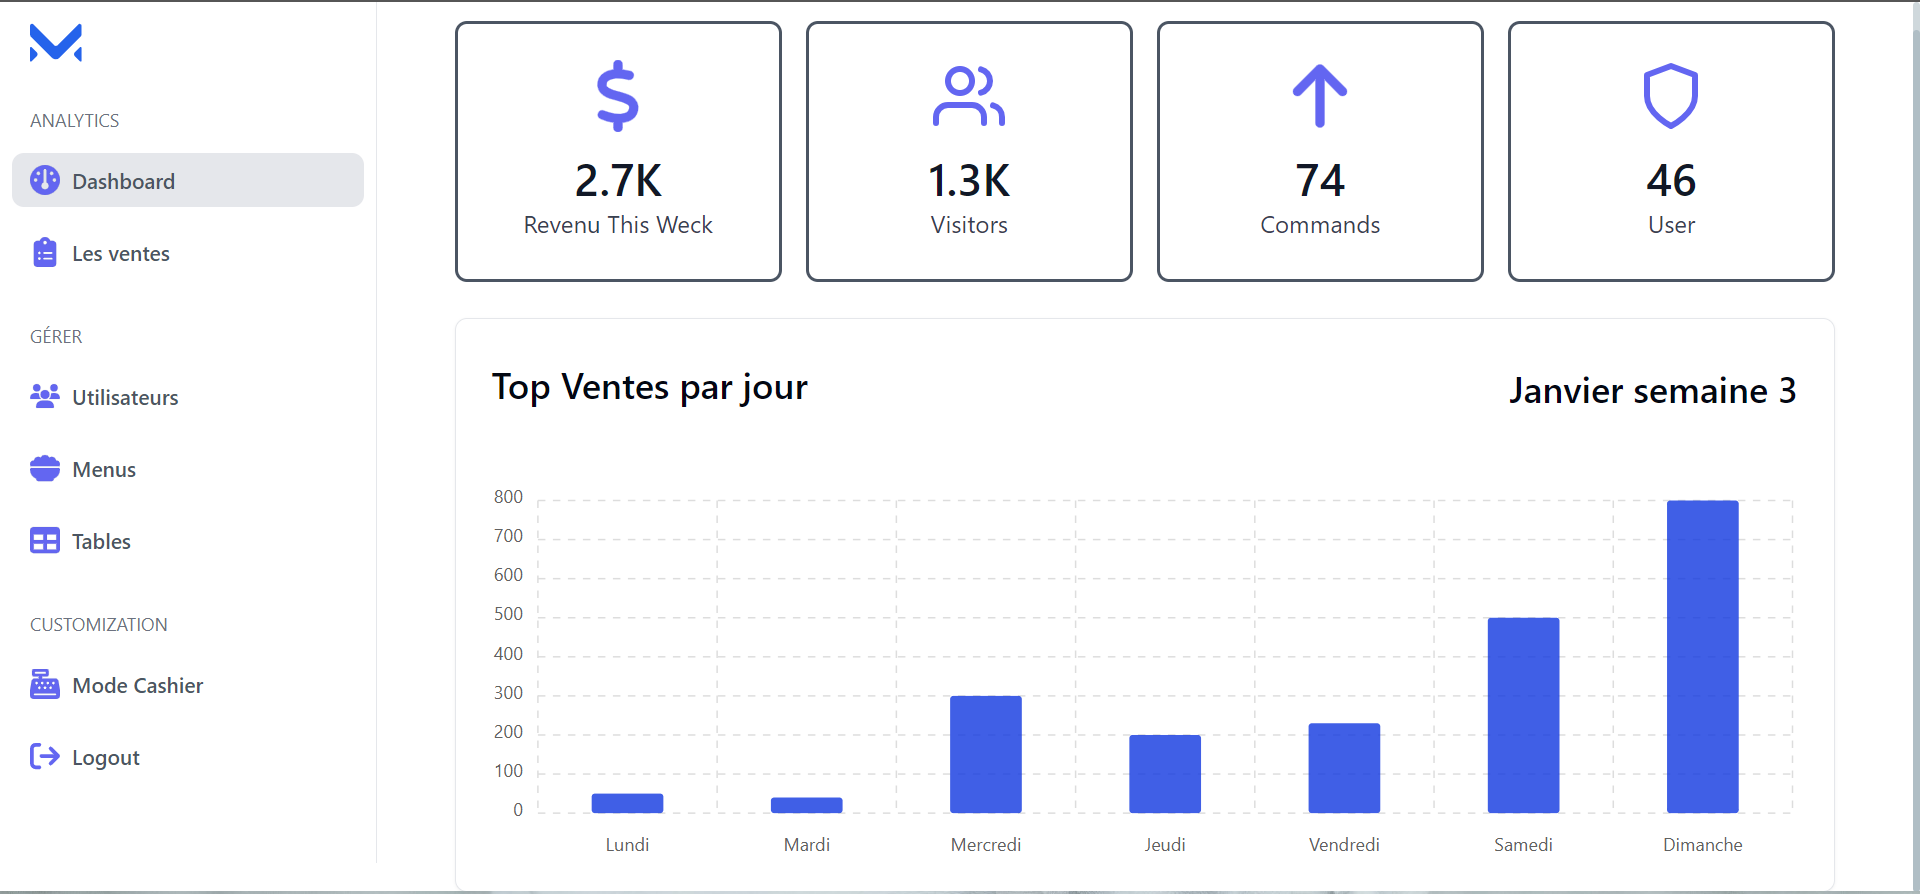 ANALYTICS
Dashboard
Les ventes
GÉRER
Utilisateurs
Menus
Tables
CUSTOMIZATION
Mode Cashier
Logout
2.7K
Revenu This Weck
1.3K
Visitors
74
Commands
46
User
Top Ventes par jour
Janvier semaine 3
800
700
600
500
400
300
200
100
0
Lundi Mardi Mercredi Jeudi Vendredi Samedi Dimanche